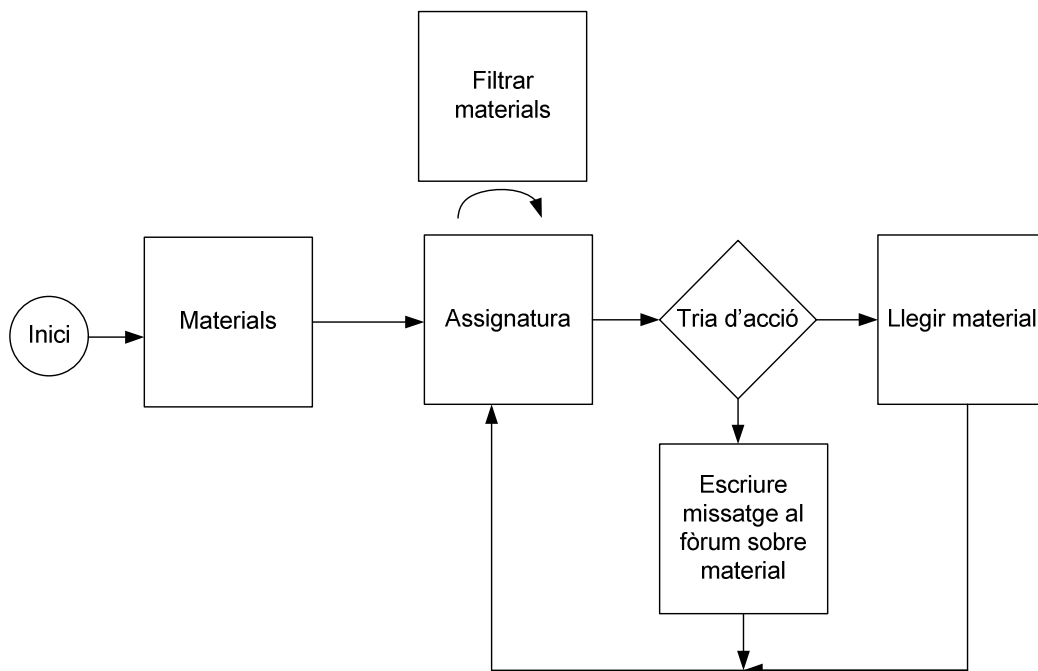 Filtrar
materials
Inici
Materials
Assignatura
Tria d’acció
Llegir material
Escriure
missatge al
fòrum sobre
material